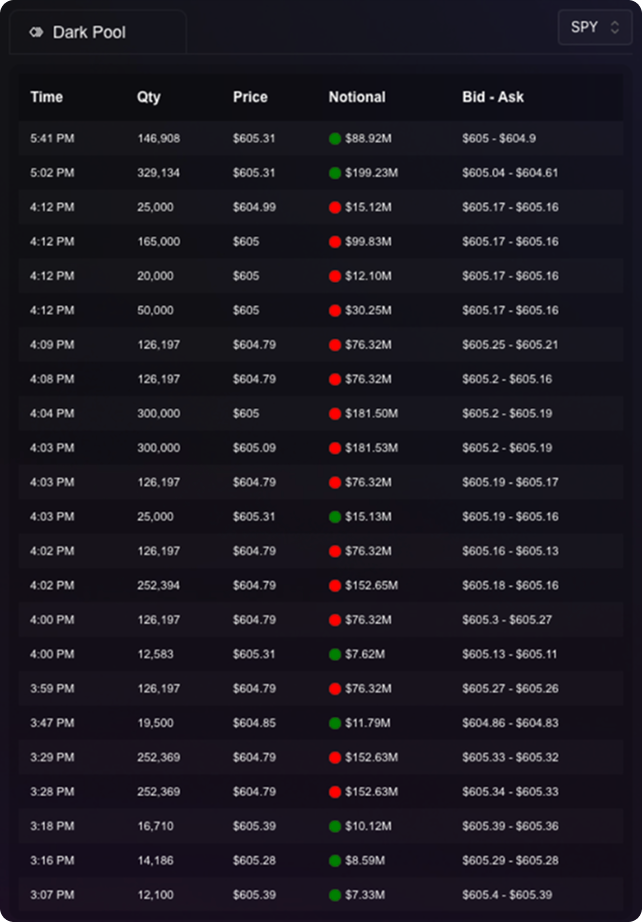 Dark Pool
SPY
Time Qty Price Notional Bid - Ask
5:41 PM 146,908 $605.31 $88.92M $605 - $604.9
5:02 PM 329,134 $605.31 $199.23M $605.04 - $604.61
4:12 PM 25,000 $604.99 $15.12M $605.17 - $605.16
4:12 PM 165,000 $605 $99.83M $605.17 - $605.16
4:12 PM 20,000 $605 $12.10M $605.17 - $605.16
4:12 PM 50,000 $605 $30.25M $605.17 - $605.16
4:09 PM 126,197 $604.79 $76.32M $605.25 - $605.21
4:08 PM 126,197 $604.79 $76.32M $605.2 - $605.16
4:04 PM 300,000 $605 $181.50M $605.2 - $605.19
4:03 PM 300,000 $605.09 $181.53M $605.2 - $605.19
4:03 PM 126,197 $604.79 $76.32M $605.19 - $605.17
4:03 PM 25,000 $605.31 $15.13M $605.19 - $605.16
4:02 PM 126,197 $604.79 $76.32M $605.16 - $605.13
4:02 PM 252,394 $604.79 $152.65M $605.18 - $605.16
4:00 PM 126,197 $604.79 $76.32M $605.3 - $605.27
4:00 PM 12,583 $605.31 $7.62M $605.13 - $605.11
3:59 PM 126,197 $604.79 $76.32M $605.27 - $605.26
3:47 PM 19,500 $604.85 $11.79M $604.86 - $604.83
3:29 PM 252,369 $604.79 $152.63M $605.33 - $605.32
3:28 PM 252,369 $604.79 $152.63M $605.34 - $605.33
3:18 PM 16,710 $605.39 $10.12M $605.39 - $605.36
3:16 PM 14,186 $605.28 $8.59M $605.29 - $605.28
3:07 PM 12,100 $605.39 $7.33M $605.4 - $605.39